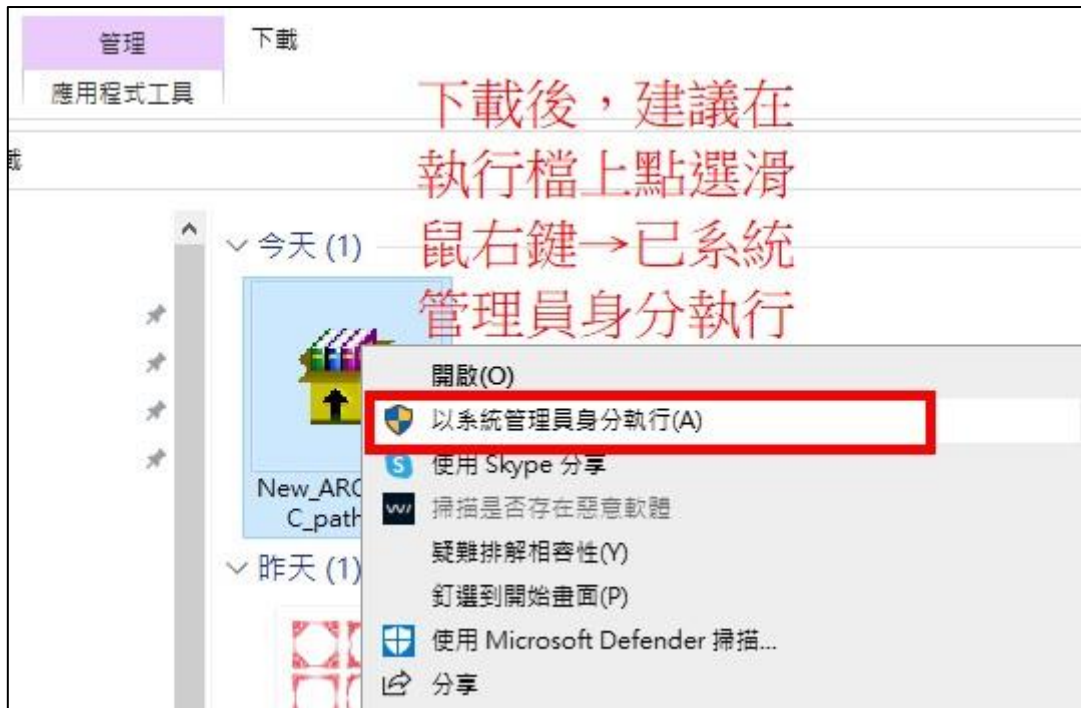 管理
下載
應用程式工具
下載後，建議在
執行檔上點選滑
鼠右鍵→已系統
管理員身分執行
載
今天 (1)
New_ARC
C_path
昨天 (1)
開啟(O)
以系統管理員身分執行(A)
使用 Skype 分享
掃描是否存在惡意軟體
疑難排解相容性(Y)
釘選到開始畫面(P)
使用 Microsoft Defender 掃描...
分享